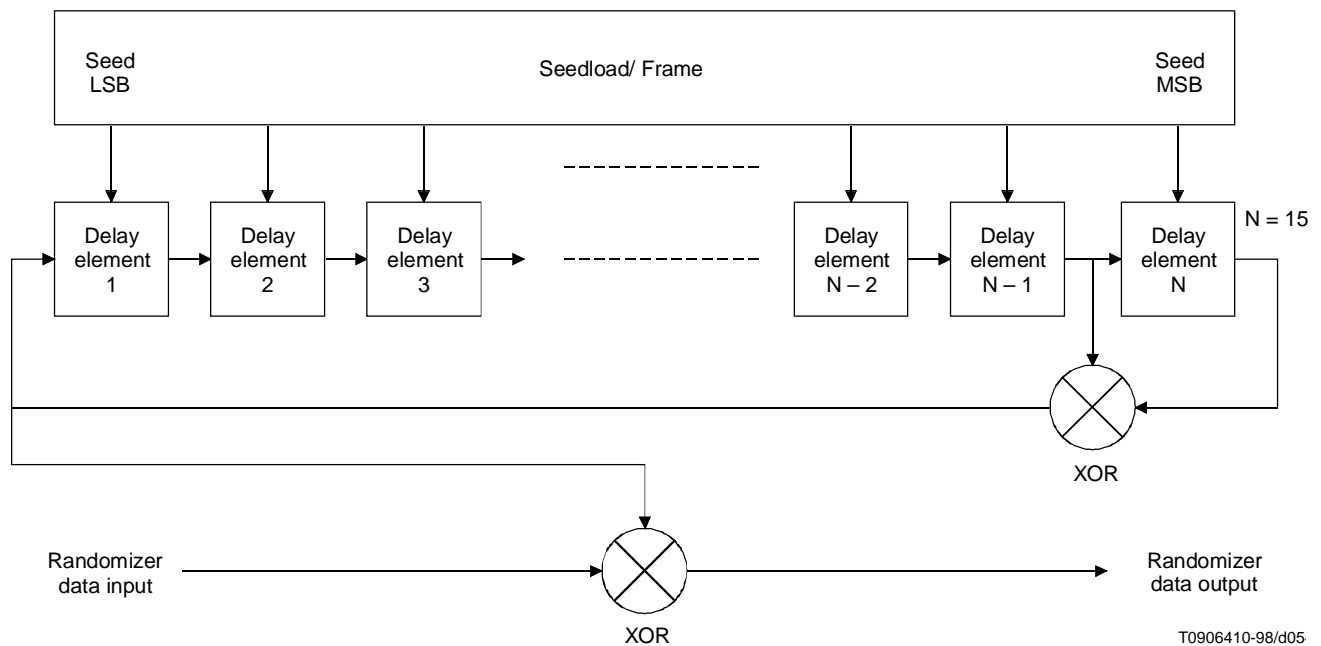 Seed
LSB
Seedload/ Frame
Seed
MSB
Delay
element
1
Delay
element
2
Delay
element
3
Delay
element
N – 2
Delay
element
N – 1
Delay
element
N
N = 15
XOR
Randomizer
data input
XOR
Randomizer
data output
T0906410-98/d05